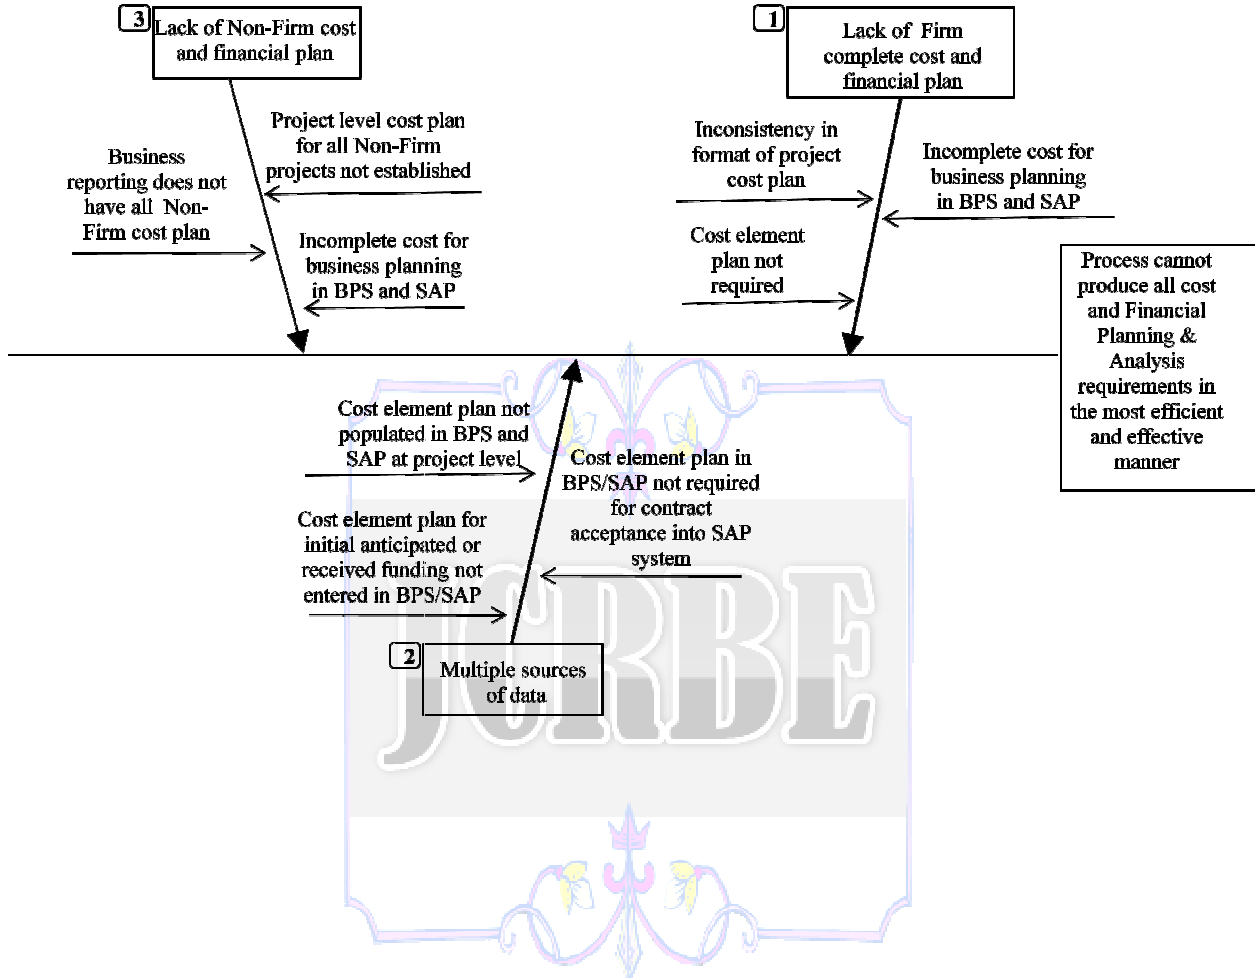 3
Lack of Non-Firm cost
and financial plan
1
Lack of Firm
complete cost and
financial plan
Project level cost plan
for all Non-Firm
projects not established
Business
reporting does not
have all Non-
Firm cost plan
Incomplete cost for
business planning
in BPS and SAP
Inconsistency in
format of project
cost plan
Incomplete cost for
business planning
in BPS and SAP
Cost element
plan not
required
Process cannot
produce all cost
and Financial
Planning &
Analysis
requirements in
the most efficient
and effective
manner
Cost element plan not
populated in BPS and
SAP at project level
Cost element plan in
BPS/SAP not required
for contract
acceptance into SAP
system
Cost element plan for
initial anticipated or
received funding not
entered in BPS/SAP
2
Multiple sources
of data
JCRBE